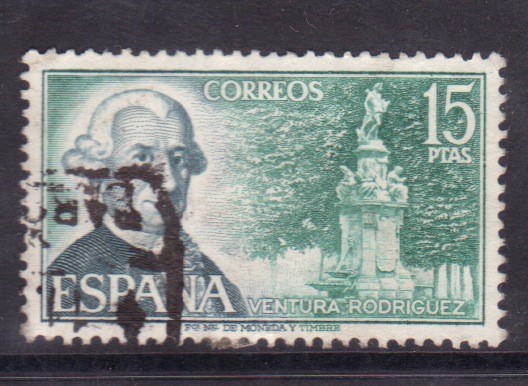 CORREOS
15
PTAS
ESPAÑA
VENTURA RODRIGUEZ
DE MONEDA Y TIMBRE